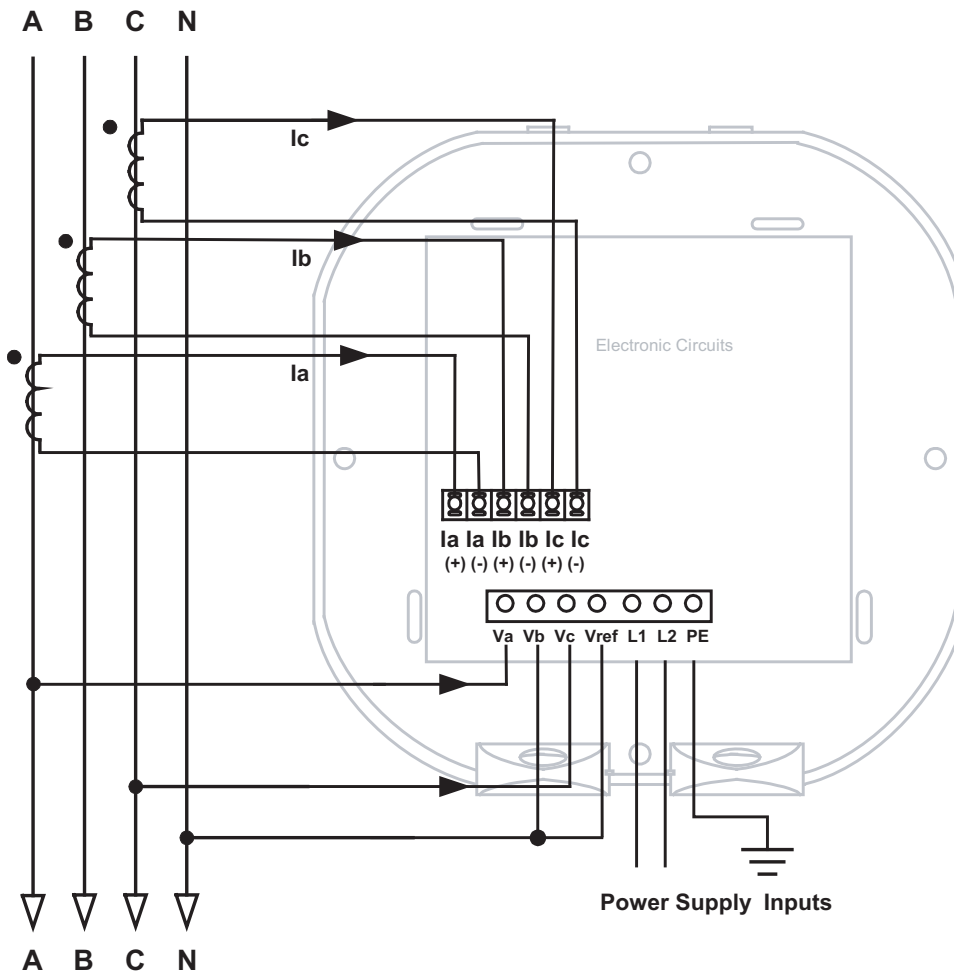 A B C N
Ic
Ib
Electronic Circuits
Ia
Ia Ia Ib Ib Ic Ic
(+) (-) (+) (-) (+) (-)
Va Vb Vc Vref L1 L2 PE
Power Supply Inputs
A B C N